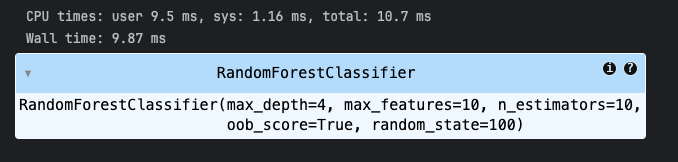 CPU times: user 9.5 ms, sys: 1.16 ms, total: 10.7 ms
Wall time: 9.87 ms
RandomForestClassifier
i ?
RandomForestClassifier(max_depth=4, max_features=10, n_estimators=10,
oob_score=True, random_state=100)